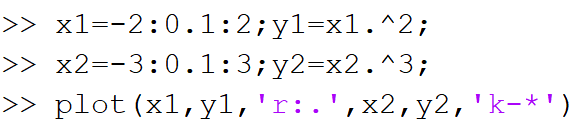 >> x1=-2:0.1:2;y1=x1.^2;
>> x2=-3:0.1:3;y2=x2.^3;
>> plot(x1,y1,'r:.',x2,y2,'k-*')